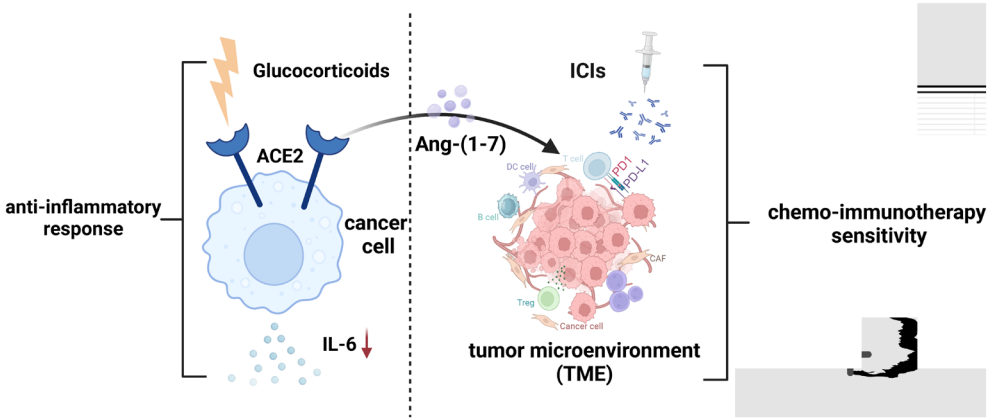 Glucocorticoids
ACE2
anti-inflammatory
response
cancer
cell
IL-6
Ang-(1-7)
ICIs
T cell
PD1
PD-L1
DC cell
B cell
CAF
Treg
Cancer cell
tumor microenvironment
(TME)
chemo-immunotherapy
sensitivity